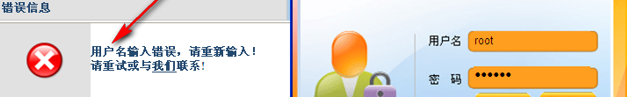 错误信息
用户名输入错误，请重新输入！
请重试或与我们联系！
用户名 root
密 码 ●●●●●●